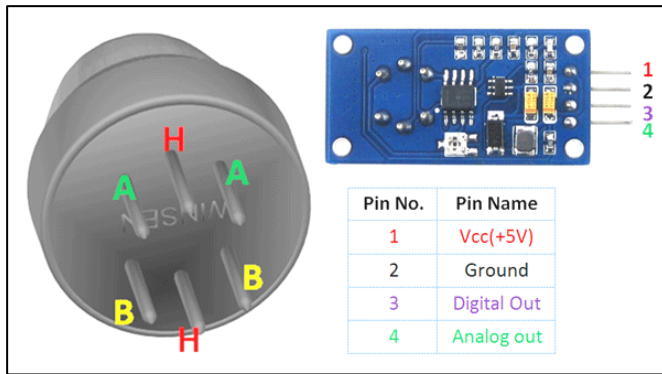 H
A
A
WINSEN
B
B
H
1
2
3
4
Pin No. Pin Name
1 Vcc(+5V)
2 Ground
3 Digital Out
4 Analog out